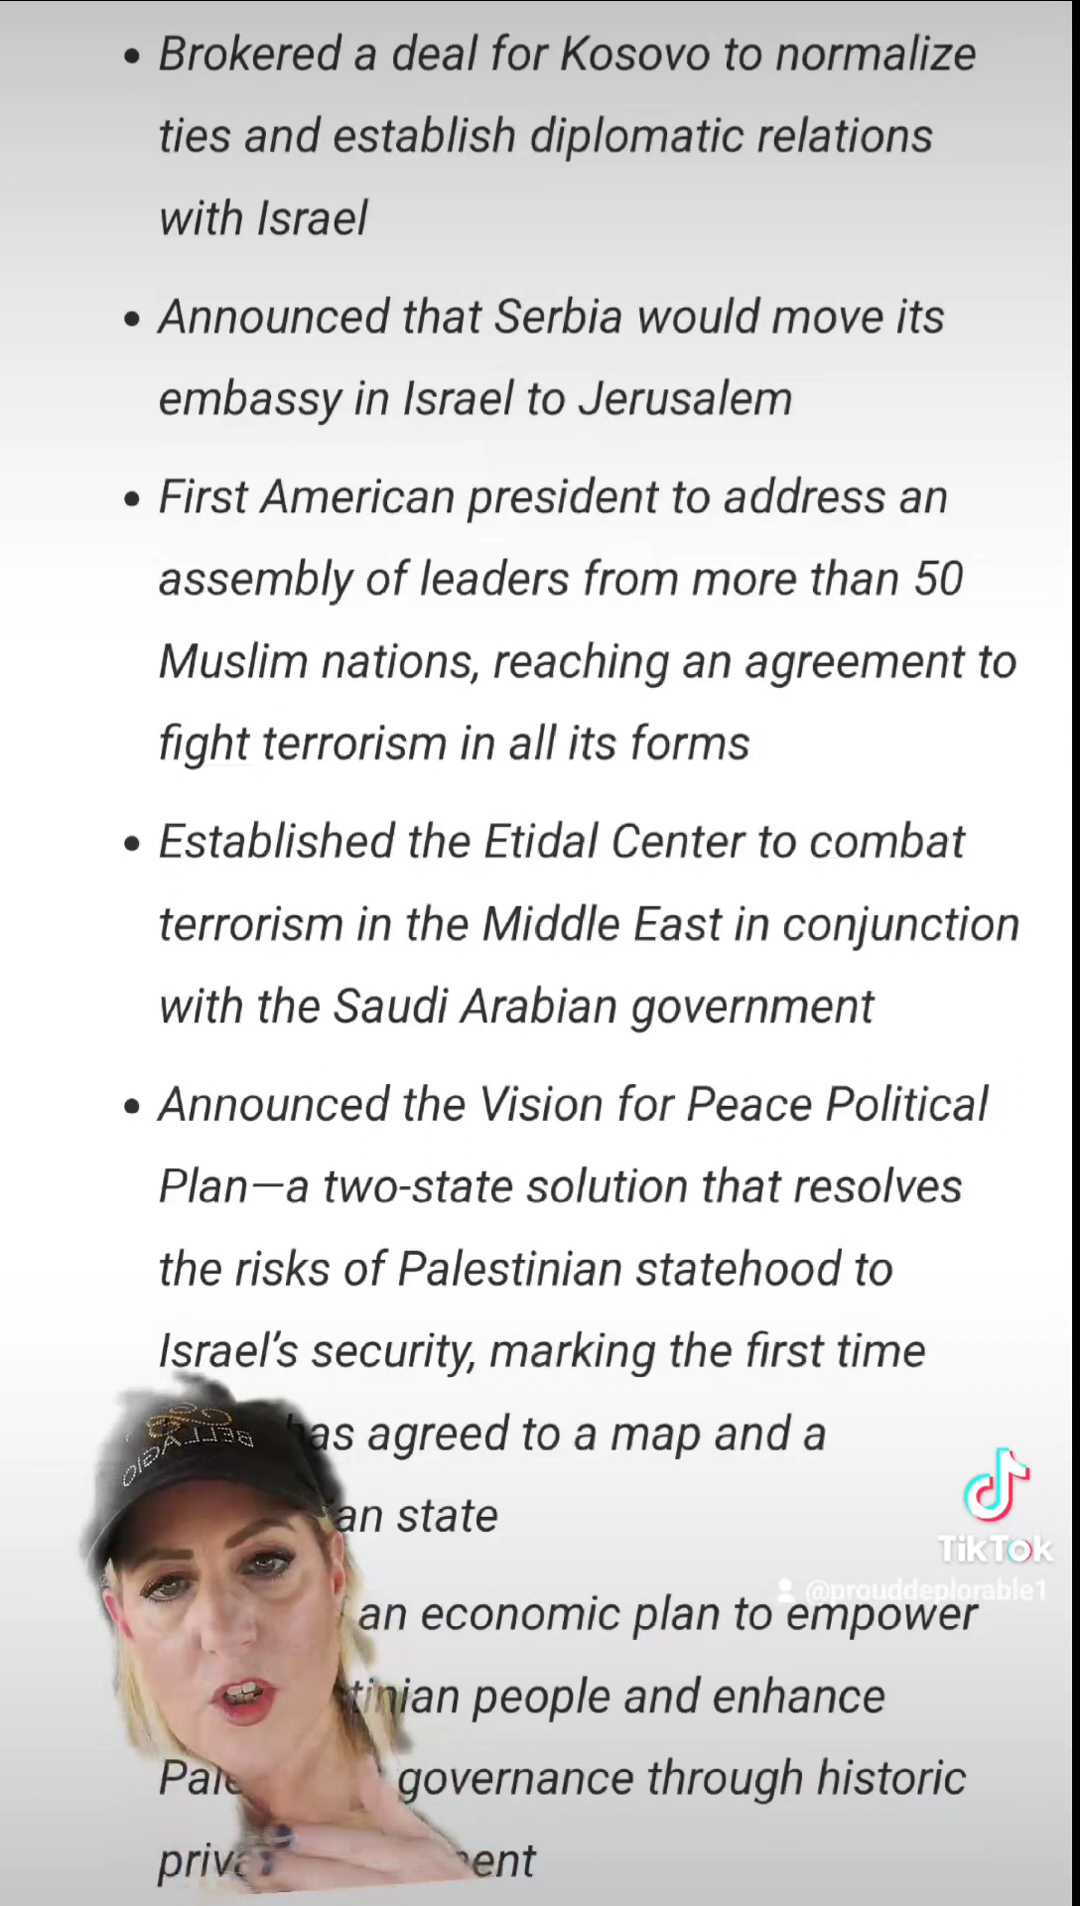 • Brokered a deal for Kosovo to normalize
ties and establish diplomatic relations
with Israel
• Announced that Serbia would move its
embassy in Israel to Jerusalem
• First American president to address an
assembly of leaders from more than 50
Muslim nations, reaching an agreement to
fight terrorism in all its forms
• Established the Etidal Center to combat
terrorism in the Middle East in conjunction
with the Saudi Arabian government
• Announced the Vision for Peace Political
Plan—a two-state solution that resolves
the risks of Palestinian statehood to
Israel's security, marking the first time
has agreed to a map and a
state
an economic plan to empower
people and enhance
governance through historic
BELLAGIO
TikTok
@prouddeplorable1